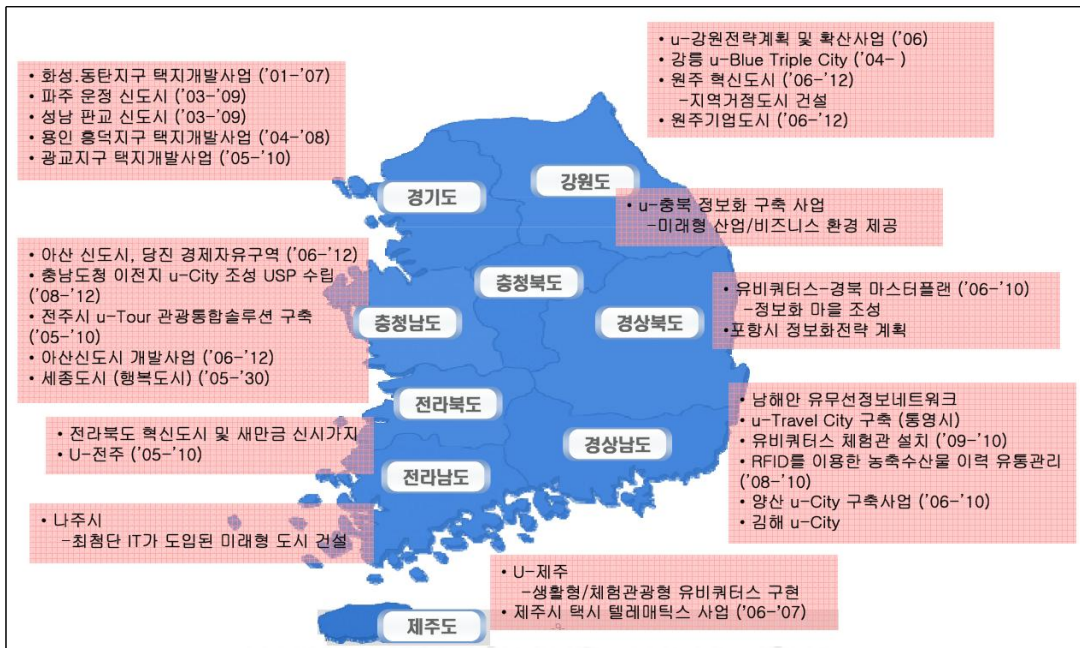 • u-강원전략계획 및 확산사업 ('06)
• 강릉 u-Blue Triple City ('04- )
• 원주 혁신도시 ('06-'12)
-지역거점도시 건설
• 원주기업도시 ('06-'12)
• 화성.동탄지구 택지개발사업 ('01-'07)
• 파주 운정 신도시 ('03-'09)
• 성남 판교 신도시 ('03-'09)
• 용인 흥덕지구 택지개발사업 ('04-'08)
• 광교지구 택지개발사업 ('05-'10)
경기도
강원도
• u-충북 정보화 구축 사업
-미래형 산업/비즈니스 환경 제공
• 아산 신도시, 당진 경제자유구역 ('06-'12)
• 충남도청 이전지 u-City 조성 USP 수립
('08-'12)
• 전주시 u-Tour 관광통합솔루션 구축
('05-'10)
• 아산신도시 개발사업 ('06-'12)
• 세종도시 (행복도시) ('05-'30)
충청북도
충청남도
경상북도
• 유비쿼터스-경북 마스터플랜 ('06-'10)
-정보화 마을 조성
•포항시 정보화전략 계획
전라북도
경상남도
• 남해안 유무선정보네트워크
• u-Travel City 구축 (통영시)
• 유비쿼터스 체험관 설치 ('09-'10)
• RFID를 이용한 농축수산물 이력 유통관리
('08-'10)
• 양산 u-City 구축사업 ('06-'10)
• 김해 u-City
• 전라북도 혁신도시 및 새만금 신시가지
• U-전주 ('05-'10)
전라남도
• 나주시
-최첨단 IT가 도입된 미래형 도시 건설
• U-제주
-생활형/체험관광형 유비쿼터스 구현
• 제주시 택시 텔레매틱스 사업 ('06-'07)
제주도